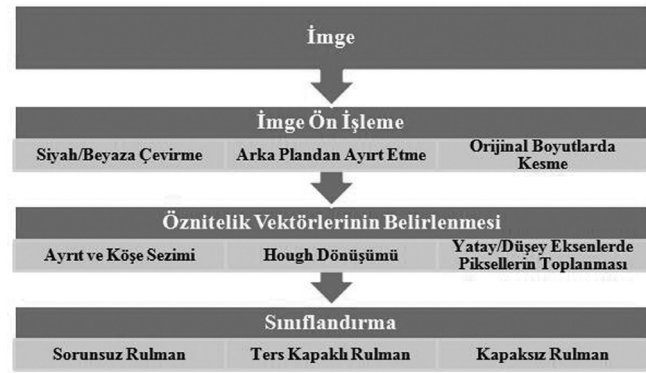 İmge
İmge Ön İşleme
Siyah/Beyaza Çevirme
Arka Plandan Ayırt Etme
Orijinal Boyutlarda
Kesme
Öznitelik Vektörlerinin Belirlenmesi
Ayrıt ve Köşe Sezimi
Hough Dönüşümü
Yatay/Düşey Eksenlerde
Piksellerin Toplanması
Sınıflandırma
Sorunsuz Rulman
Ters Kapaklı Rulman
Kapaksız Rulman